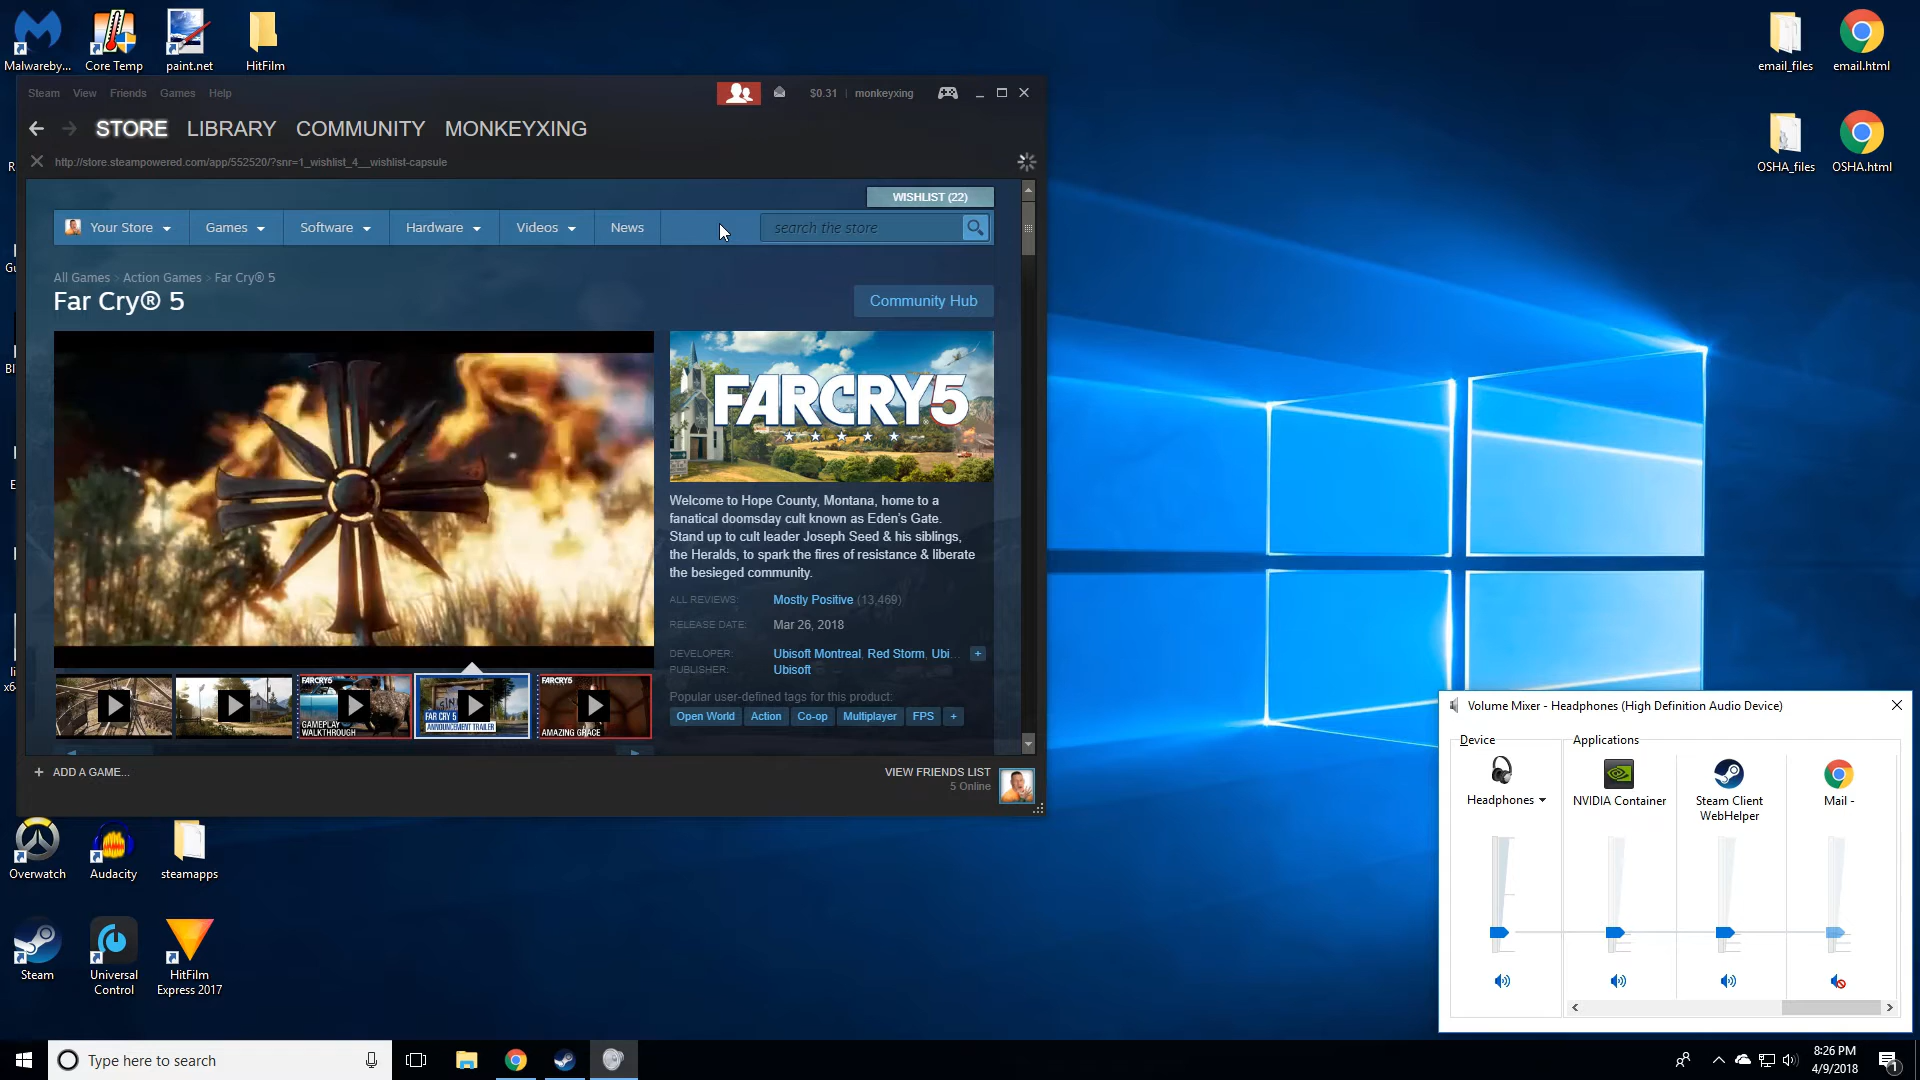 Malwareby...
Core Temp
paint.net
HitFilm
email_files
email.html
OSHA_files
OSHA.html
Steam View Friends Games Help
$0.31 monkeyxing
STORE LIBRARY COMMUNITY MONKEYXING
http://store.steampowered.com/app/552520/?snr=1_wishlist_4__wishlist-capsule
WISHLIST (22)
Your Store Games Software Hardware Videos News
search the store
All Games > Action Games > Far Cry® 5
Far Cry® 5
Community Hub
FARCRY5
Welcome to Hope County, Montana, home to a
fanatical doomsday cult known as Eden's Gate.
Stand up to cult leader Joseph Seed & his siblings,
the Heralds, to spark the fires of resistance & liberate
the besieged community.
ALL REVIEWS: Mostly Positive (13,469)
RELEASE DATE: Mar 26, 2018
DEVELOPER: Ubisoft Montreal, Red Storm, Ubi... +
PUBLISHER: Ubisoft
Popular user-defined tags for this product:
Open World Action Co-op Multiplayer FPS +
FARCRY5
GAMEPLAY
WALKTHROUGH
FAR CRY 5
ANNOUNCEMENT TRAILER
FARCRY5
AMAZING GRACE
+ ADD A GAME...
VIEW FRIENDS LIST
5 Online
Overwatch
Audacity
steamapps
Steam
Universal
Control
HitFilm
Express 2017
Volume Mixer - Headphones (High Definition Audio Device)
Device
Applications
Headphones
NVIDIA Container
Steam Client
WebHelper
Mail -
Type here to search
8:26 PM
4/9/2018
1